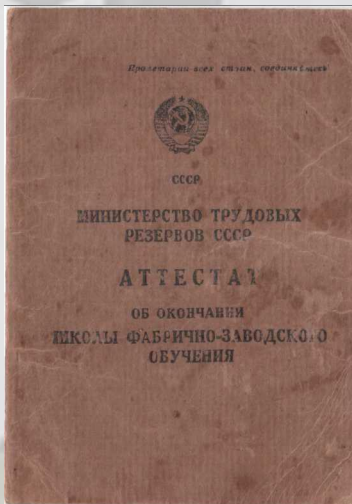 Пролетарии всех стран, соединяйтесь
СССР
МИНИСТЕРСТВО ТРУДОВЫХ
РЕЗЕРВОВ СССР
АТТЕСТАТ
ОБ ОКОНЧАНИИ
ШКОЛЫ ФАБРИЧНО-ЗАВОДСКОГО
ОБУЧЕНИЯ